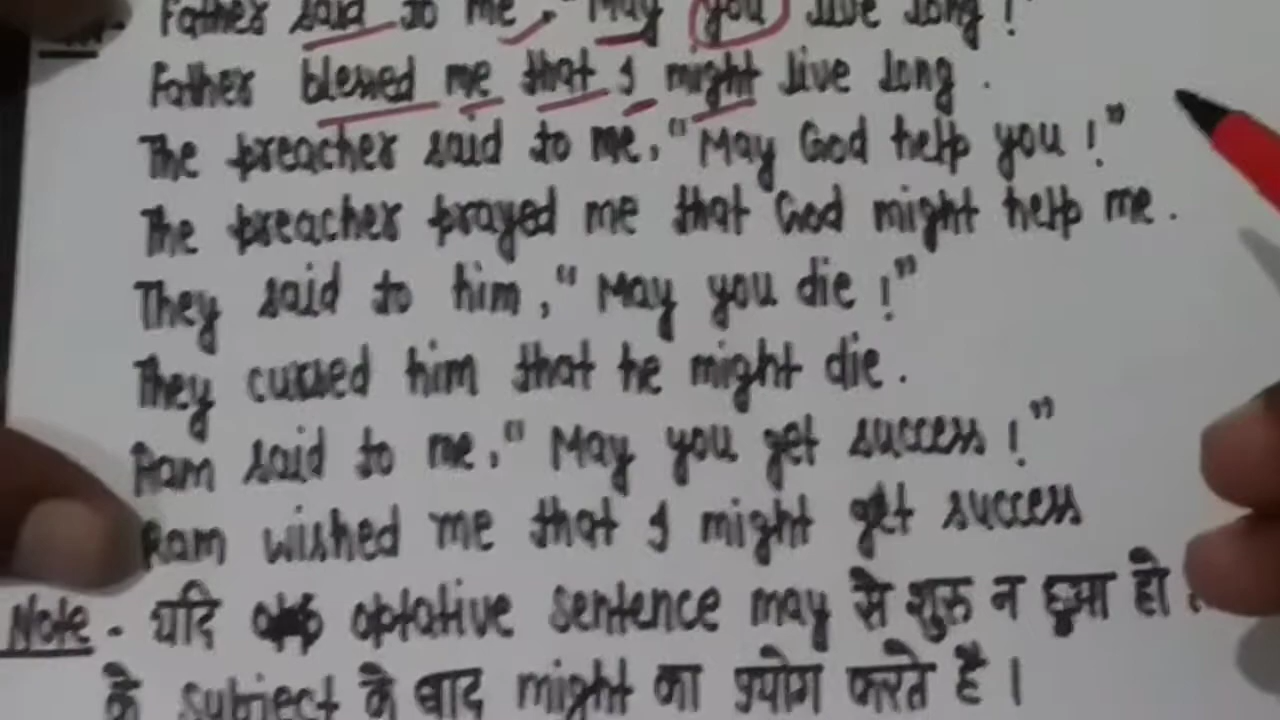 Father said to me, "May you live long!
Father blessed me that I might live long.
The preacher said to me, "May God help you!"
The preacher prayed me that God might help me.
They said to him, "May you die!"
They cursed him that he might die.
Ram said to me, "May you get success!"
Ram wished me that I might get success
Note - यदि optative sentence may से शुरू न हुआ हो
के subject के बाद might का प्रयोग करते है।